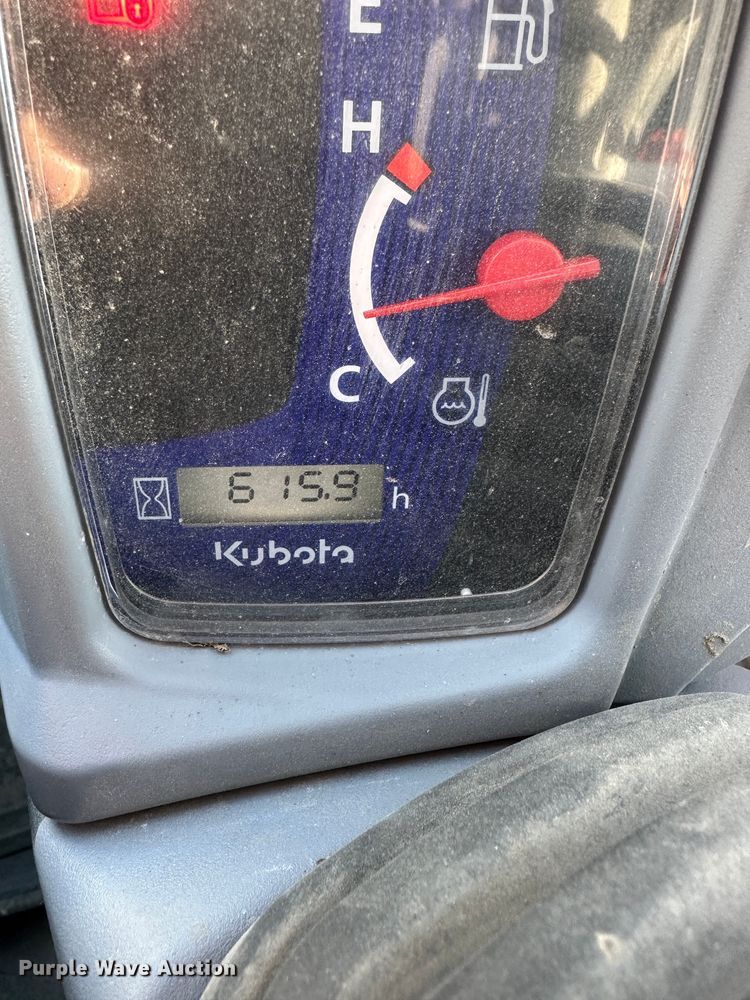 E
H
C
615.9 h
Kubota
Purple Wave Auction